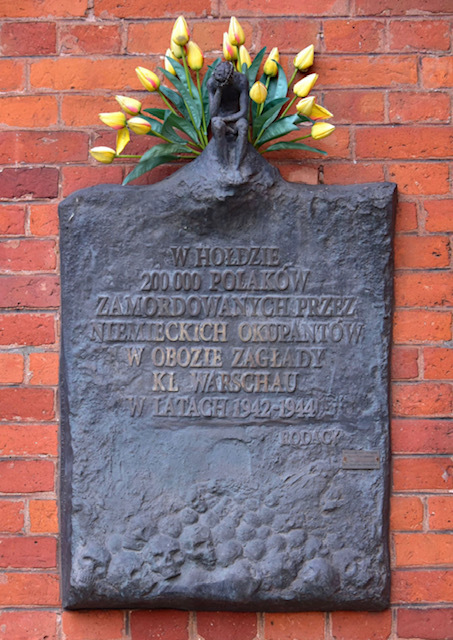 W HOŁDZIE
200 000 POLAKÓW
ZAMORDOWANYCH PRZEZ
NIEMIECKICH OKUPANTÓW
W OBOZIE ZAGŁADY
KL WARSCHAU
W LATACH 1942-1944
RODACY